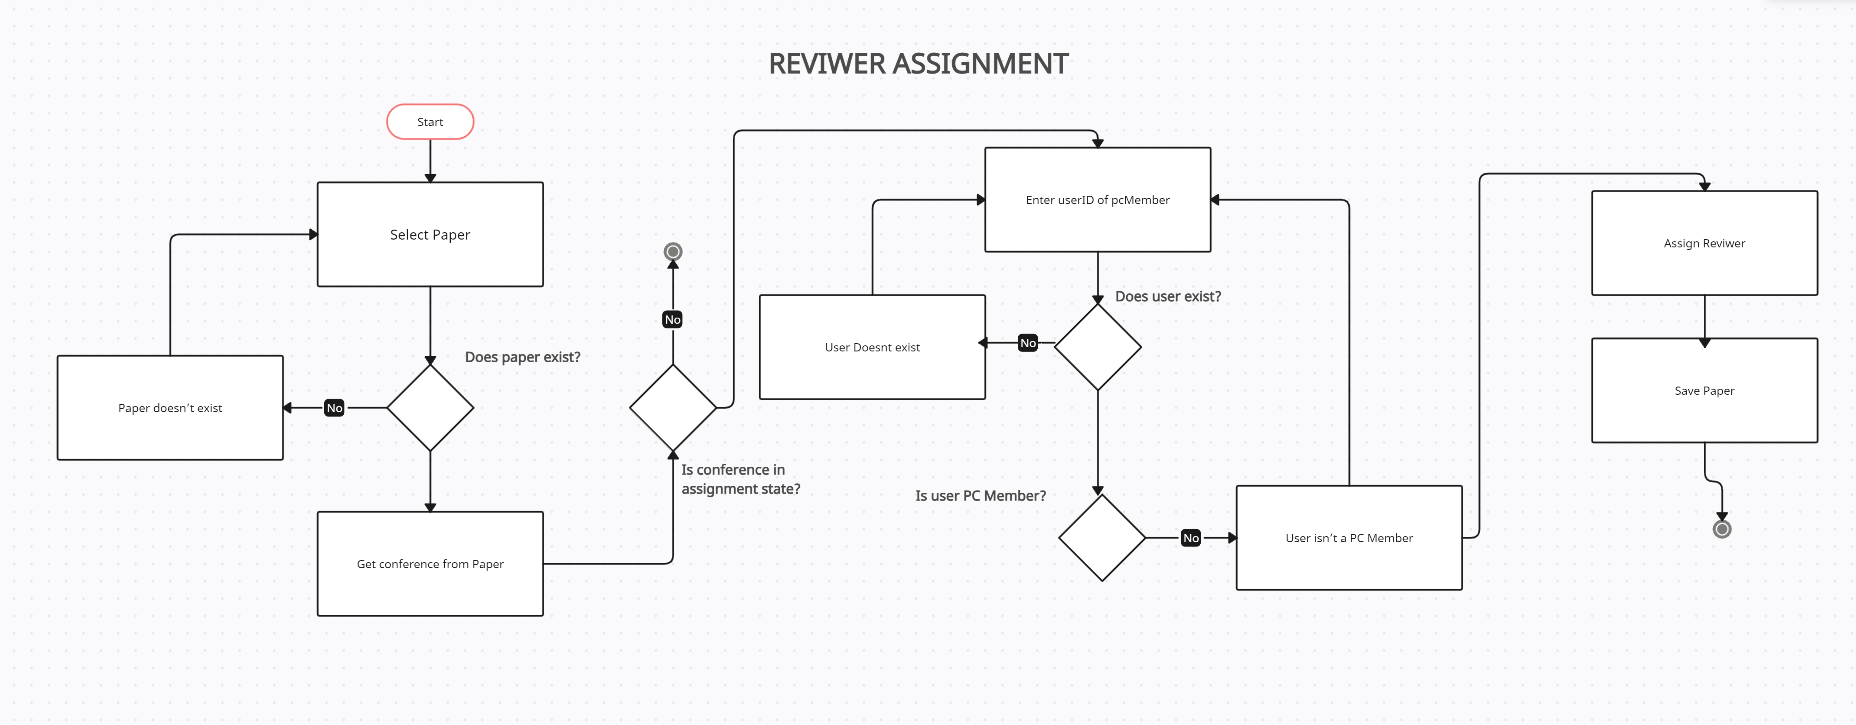 REVIWER ASSIGNMENT
Start
Select Paper
Does paper exist?
No
Paper doesn't exist
Get conference from Paper
Is conference in
assignment state?
No
Enter userID of pcMember
Does user exist?
No
User Doesnt exist
Is user PC Member?
No
User isn't a PC Member
Assign Reviwer
Save Paper